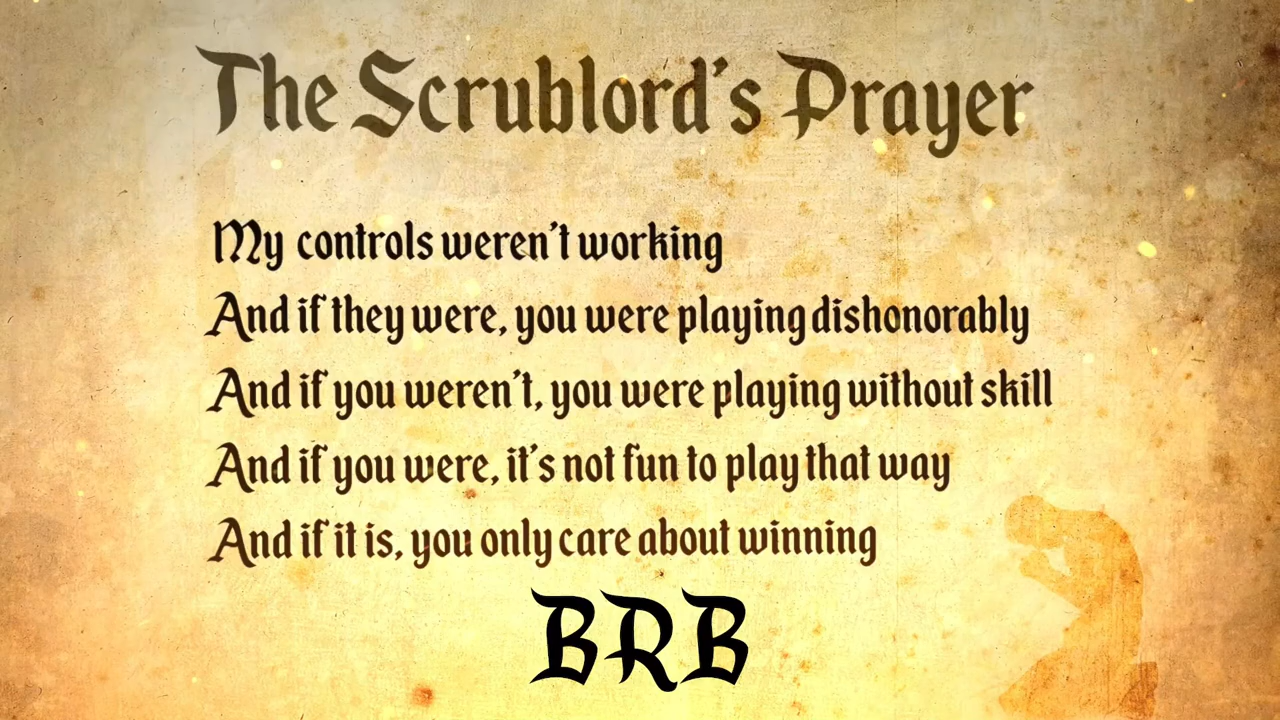 The Scrublord's Prayer
My controls weren't working
And if they were, you were playing dishonorably
And if you weren't, you were playing without skill
And if you were, it's not fun to play that way
And if it is, you only care about winning
BRB